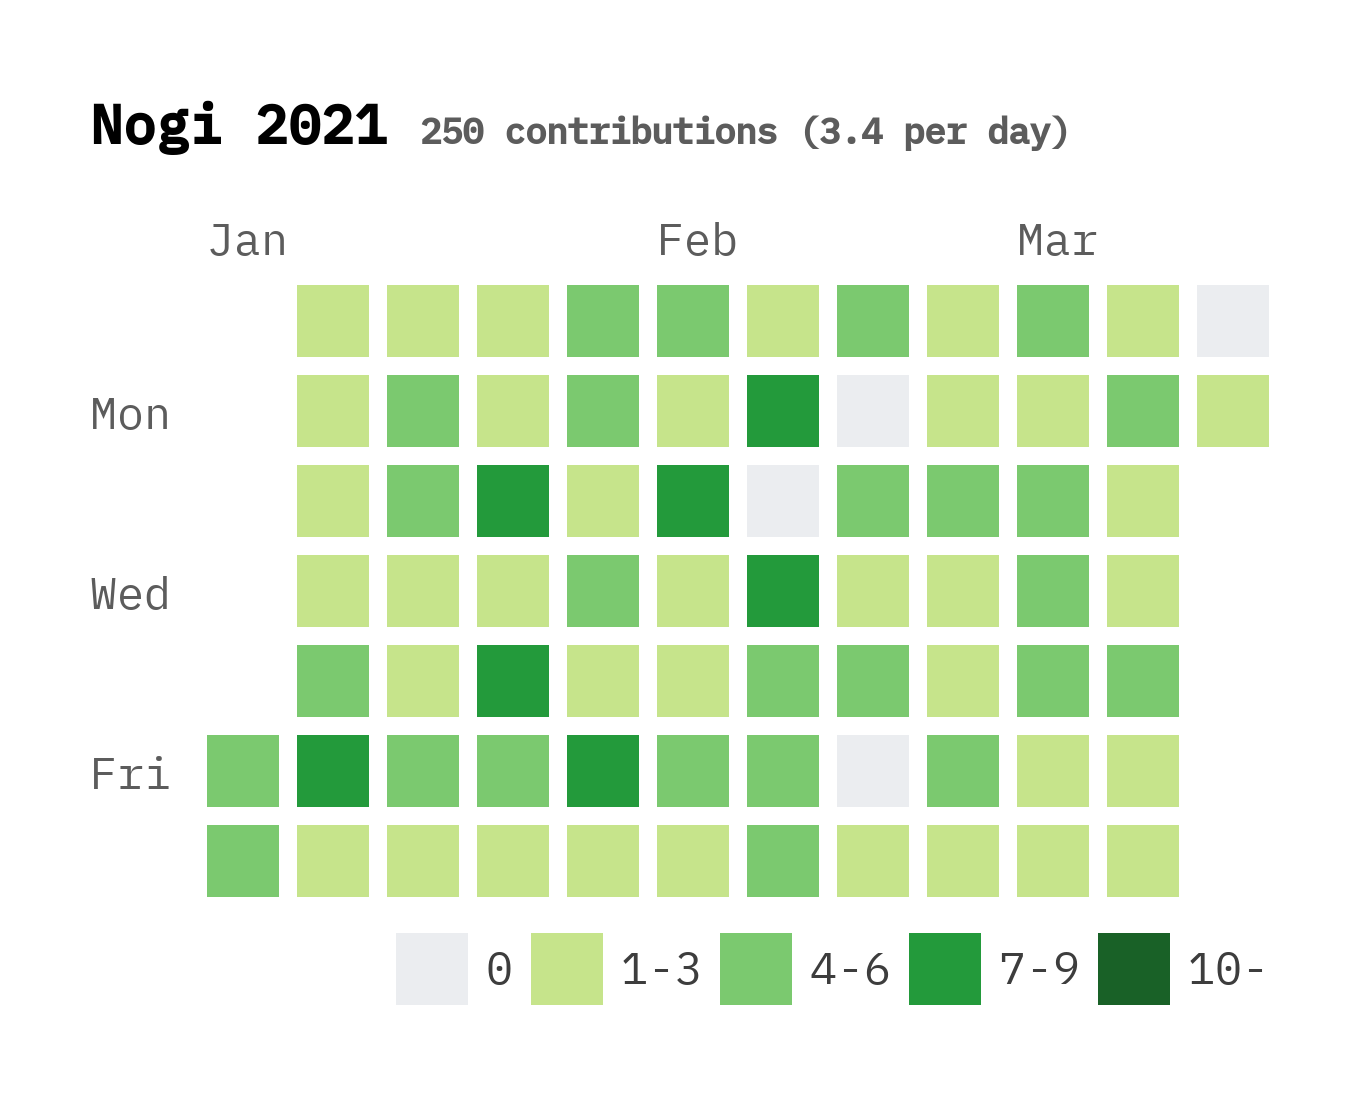 Nogi 2021 250 contributions (3.4 per day)
Jan Feb Mar
Mon
Wed
Fri
0 1-3 4-6 7-9 10-